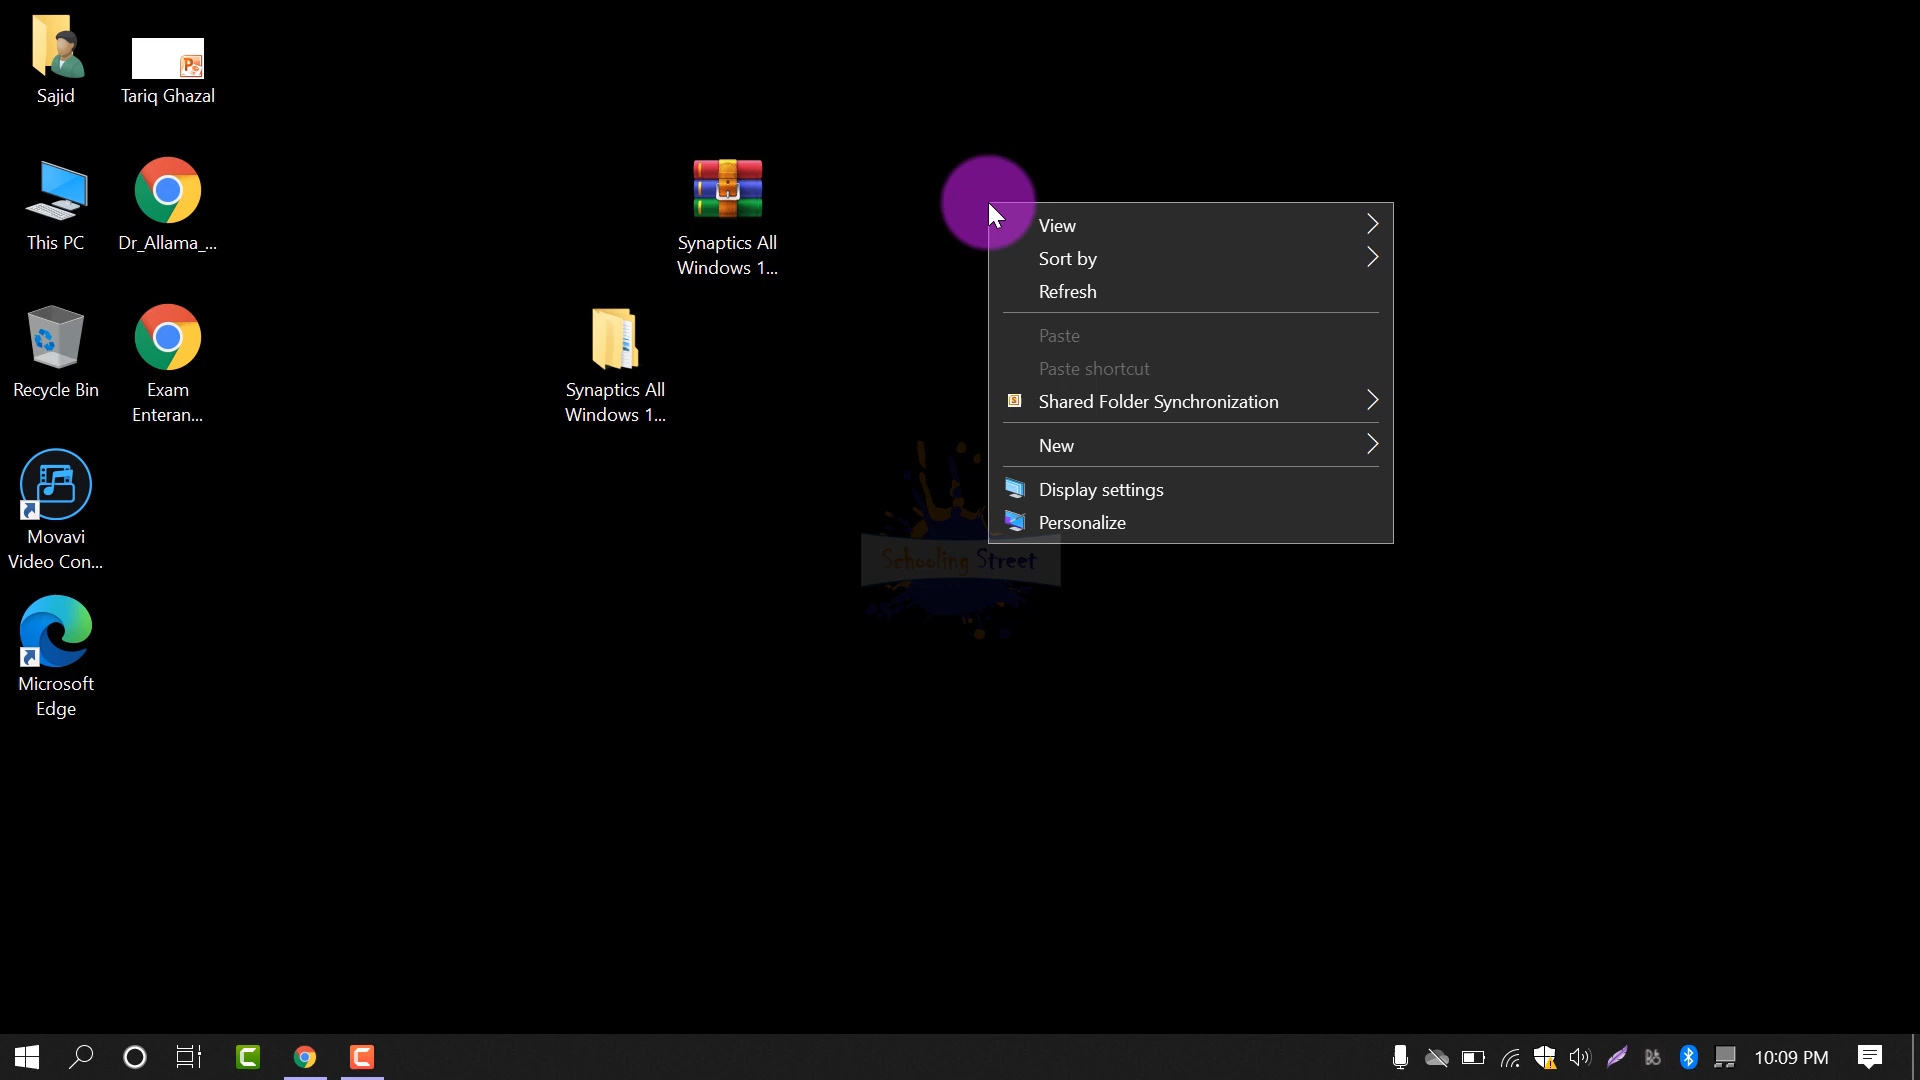 Sajid
Tariq Ghazal
This PC
Dr_Allama_...
Synaptics All
Windows 1...
Recycle Bin
Exam
Enteran...
Synaptics All
Windows 1...
Movavi
Video Con...
Microsoft
Edge
View
Sort by
Refresh
Paste
Paste shortcut
Shared Folder Synchronization
New
Display settings
Personalize
Schooling Street
10:09 PM